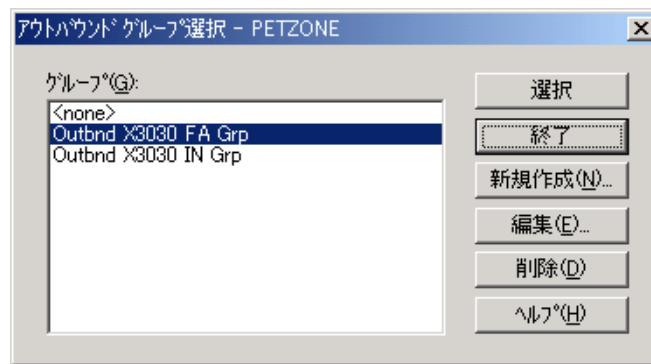 アウトバウンド グループ選択 - PETZONE
グループ(G):
<none>
Outbnd X3030 FA Grp
Outbnd X3030 IN Grp
選択
終了
新規作成(N)...
編集(E)...
削除(D)
ヘルプ(H)